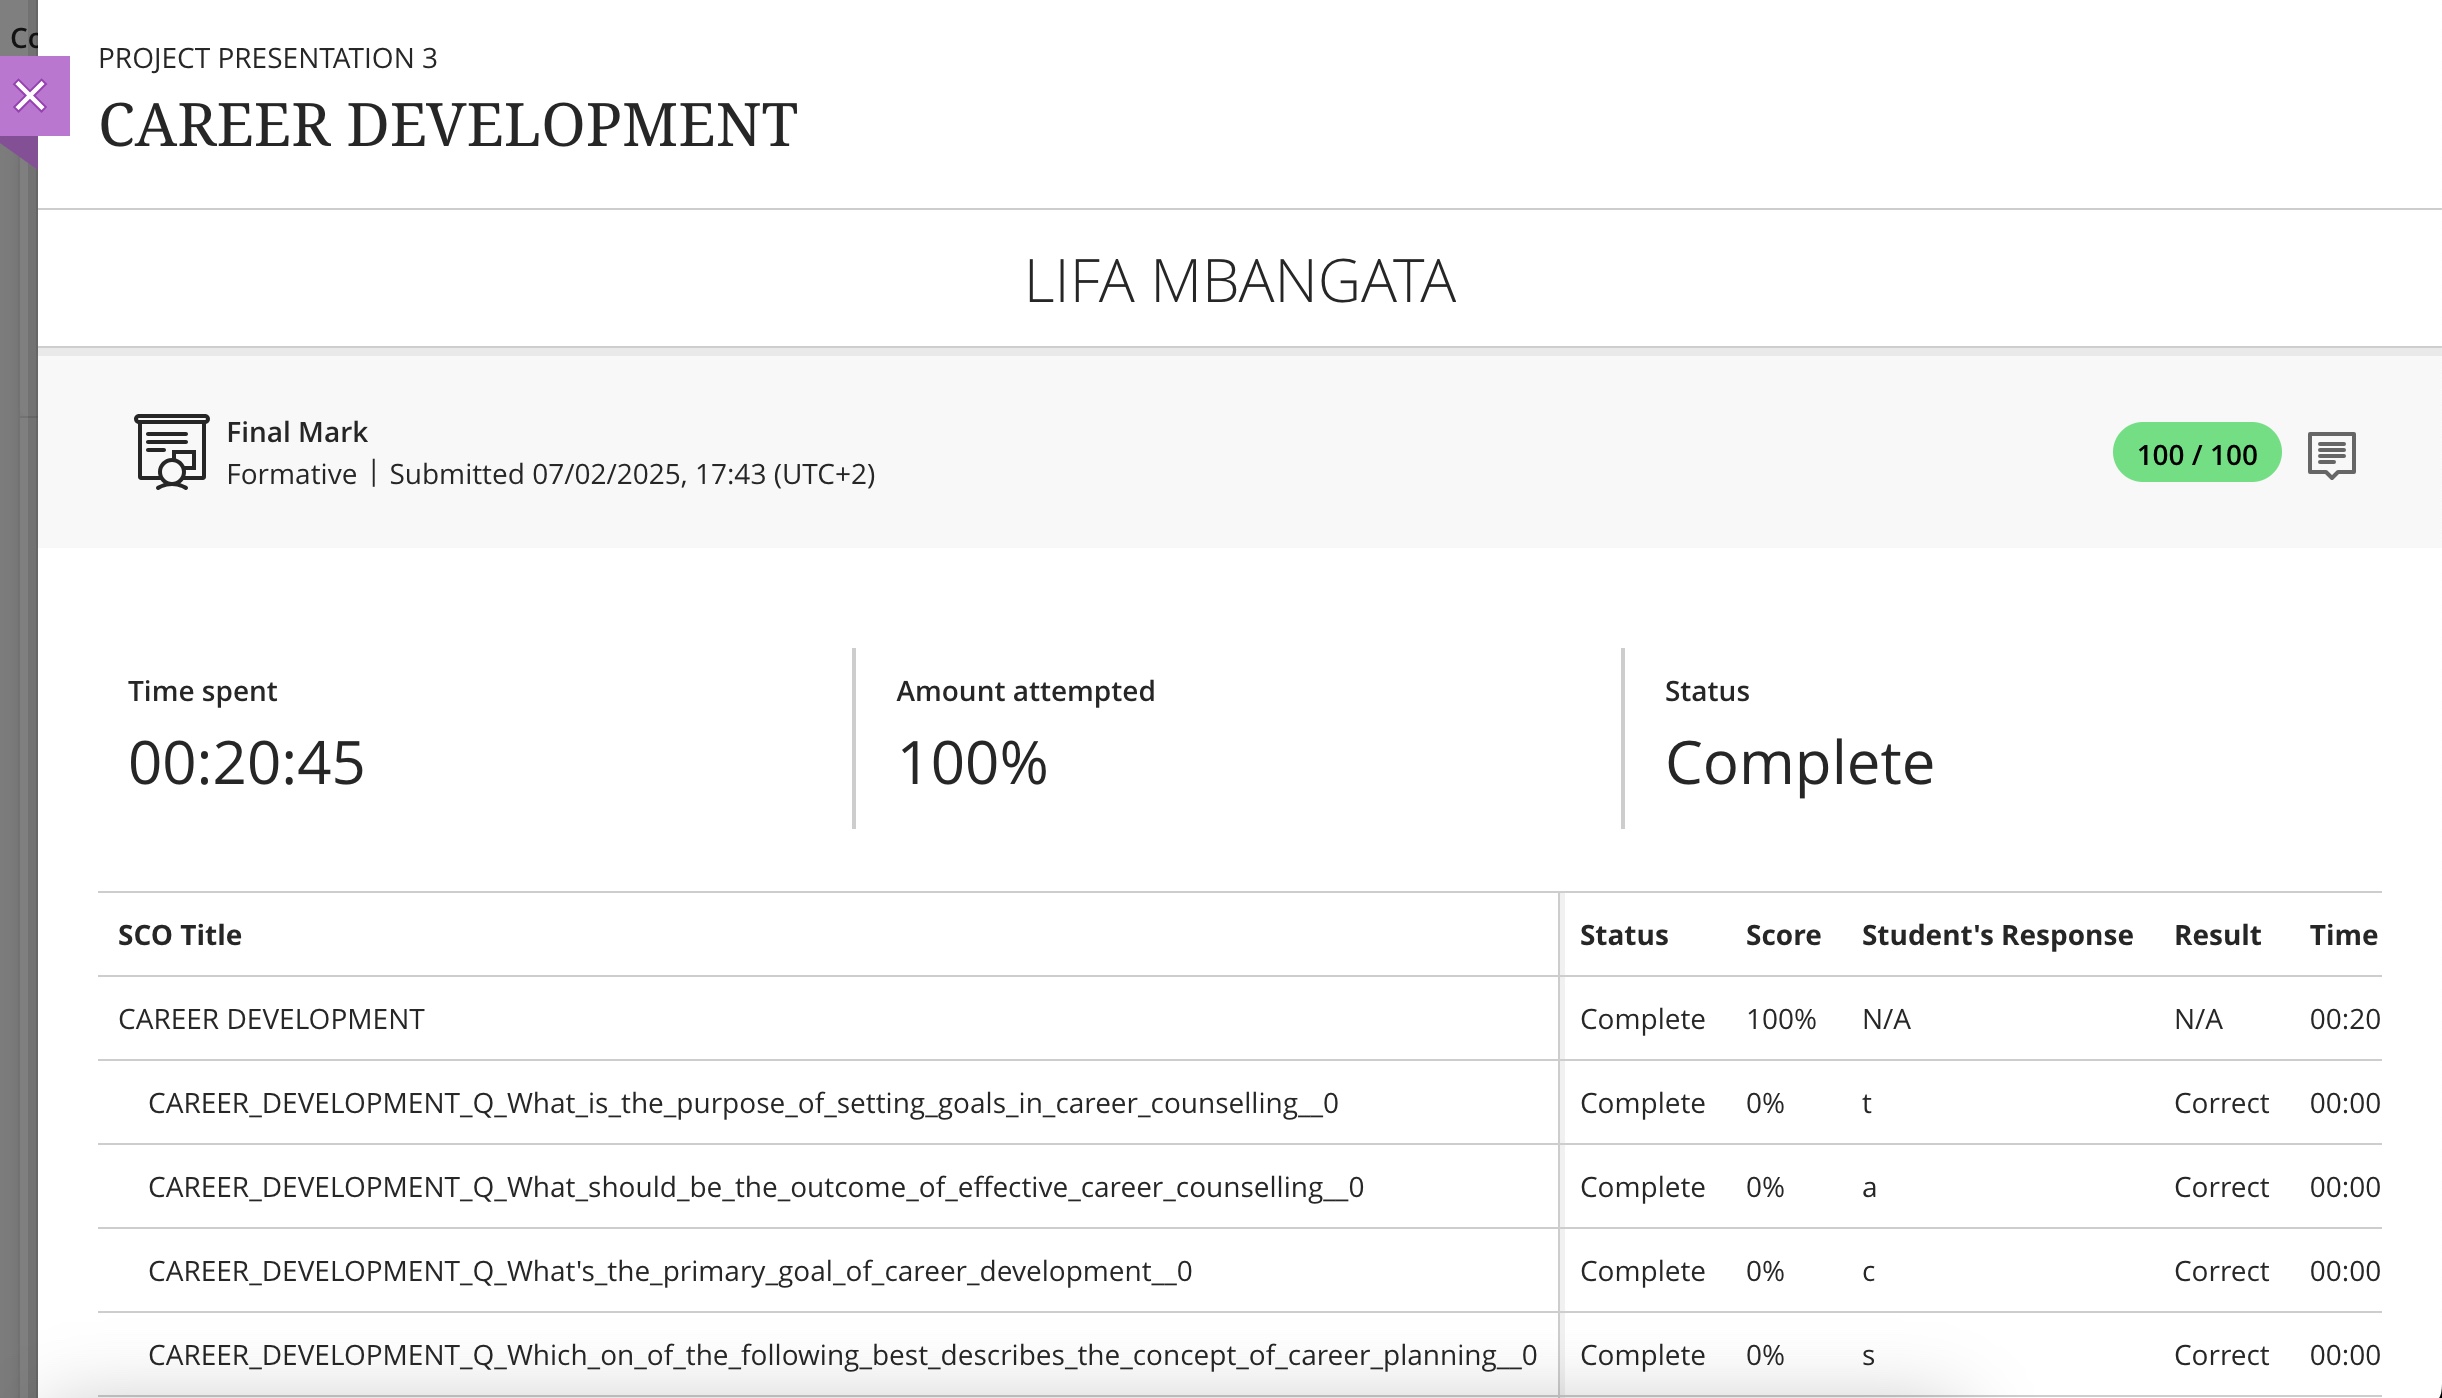 Co
PROJECT PRESENTATION 3
CAREER DEVELOPMENT
LIFA MBANGATA
Final Mark
Formative | Submitted 07/02/2025, 17:43 (UTC+2)
100 / 100
Time spent
00:20:45
Amount attempted
100%
Status
Complete
SCO Title Status Score Student's Response Result Time
CAREER DEVELOPMENT Complete 100% N/A N/A 00:20
CAREER_DEVELOPMENT_Q_What_is_the_purpose_of_setting_goals_in_career_counselling__0 Complete 0% t Correct 00:00
CAREER_DEVELOPMENT_Q_What_should_be_the_outcome_of_effective_career_counselling__0 Complete 0% a Correct 00:00
CAREER_DEVELOPMENT_Q_What's_the_primary_goal_of_career_development__0 Complete 0% c Correct 00:00
CAREER_DEVELOPMENT_Q_Which_on_of_the_following_best_describes_the_concept_of_career_planning__0 Complete 0% s Correct 00:00